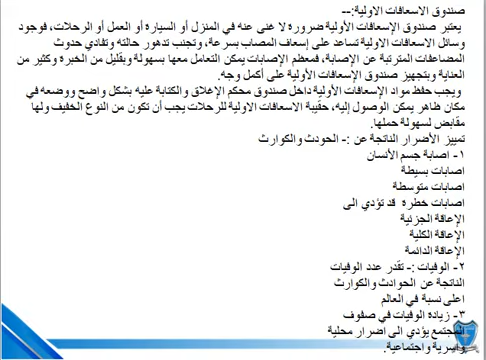 صندوق الاسعافات الاولية:--
يعتبر صندوق الإسعافات الأولية ضرورة لا غنى عنه في المنزل أو السيارة أو العمل أو الرحلات، فوجود
وسائل الاسعافات الاولية تساعد على إسعاف المصاب بسرعة، وتجنب تدهور حالته وتفادي حدوث
المضاعفات المترتبة عن الإصابة، فمعظم الإصابات يمكن التعامل معها بسهولة وبقليل من الخبرة وكثير من
العناية وبتجهيز صندوق الإسعافات الأولية على أكمل وجه.
ويجب حفظ مواد الإسعافات الأولية داخل صندوق محكم الإغلاق والكتابة عليه بشكل واضح ووضعه في
مكان ظاهر يمكن الوصول إليه، حقيبة الاسعافات الاولية للرحلات يجب أن تكون من النوع الخفيف ولها
مقابض لسهولة حملها.
تمييز الأضرار الناتجة عن :- الحودث والكوارث
١- اصابة جسم الأنسان
اصابات بسيطة
اصابات متوسطة
اصابات خطره قد تؤدي الى
الإعاقة الجزئية
الإعاقة الكلية
الإعاقة الدائمة
٢- الوفيات :- تقدر عدد الوفيات
الناتجة عن الحوادث والكوارث
اعلى نسبة في العالم
٣- زياده الوفيات في صفوف
المجتمع يؤدي الى اضرار محلية
واسرية واجتماعية.